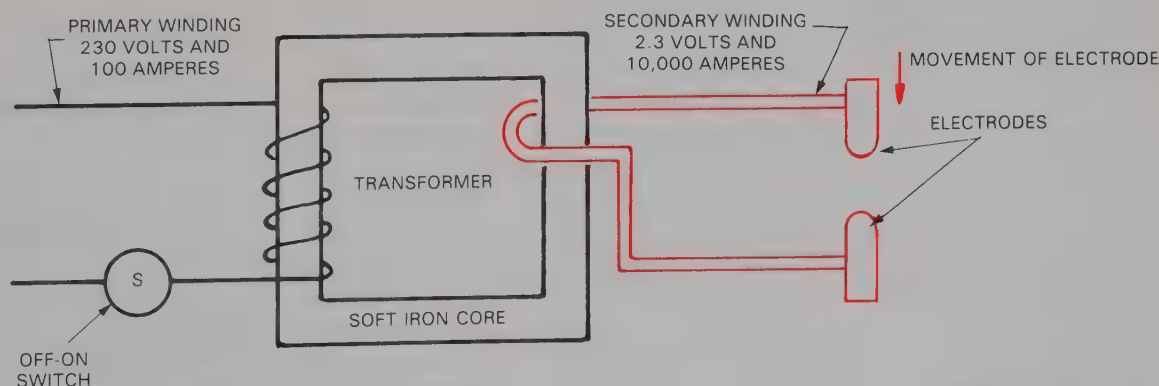 PRIMARY WINDING
230 VOLTS AND
100 AMPERES
SECONDARY WINDING
2.3 VOLTS AND
10,000 AMPERES
MOVEMENT OF ELECTRODE
ELECTRODES
TRANSFORMER
S
SOFT IRON CORE
OFF-ON
SWITCH